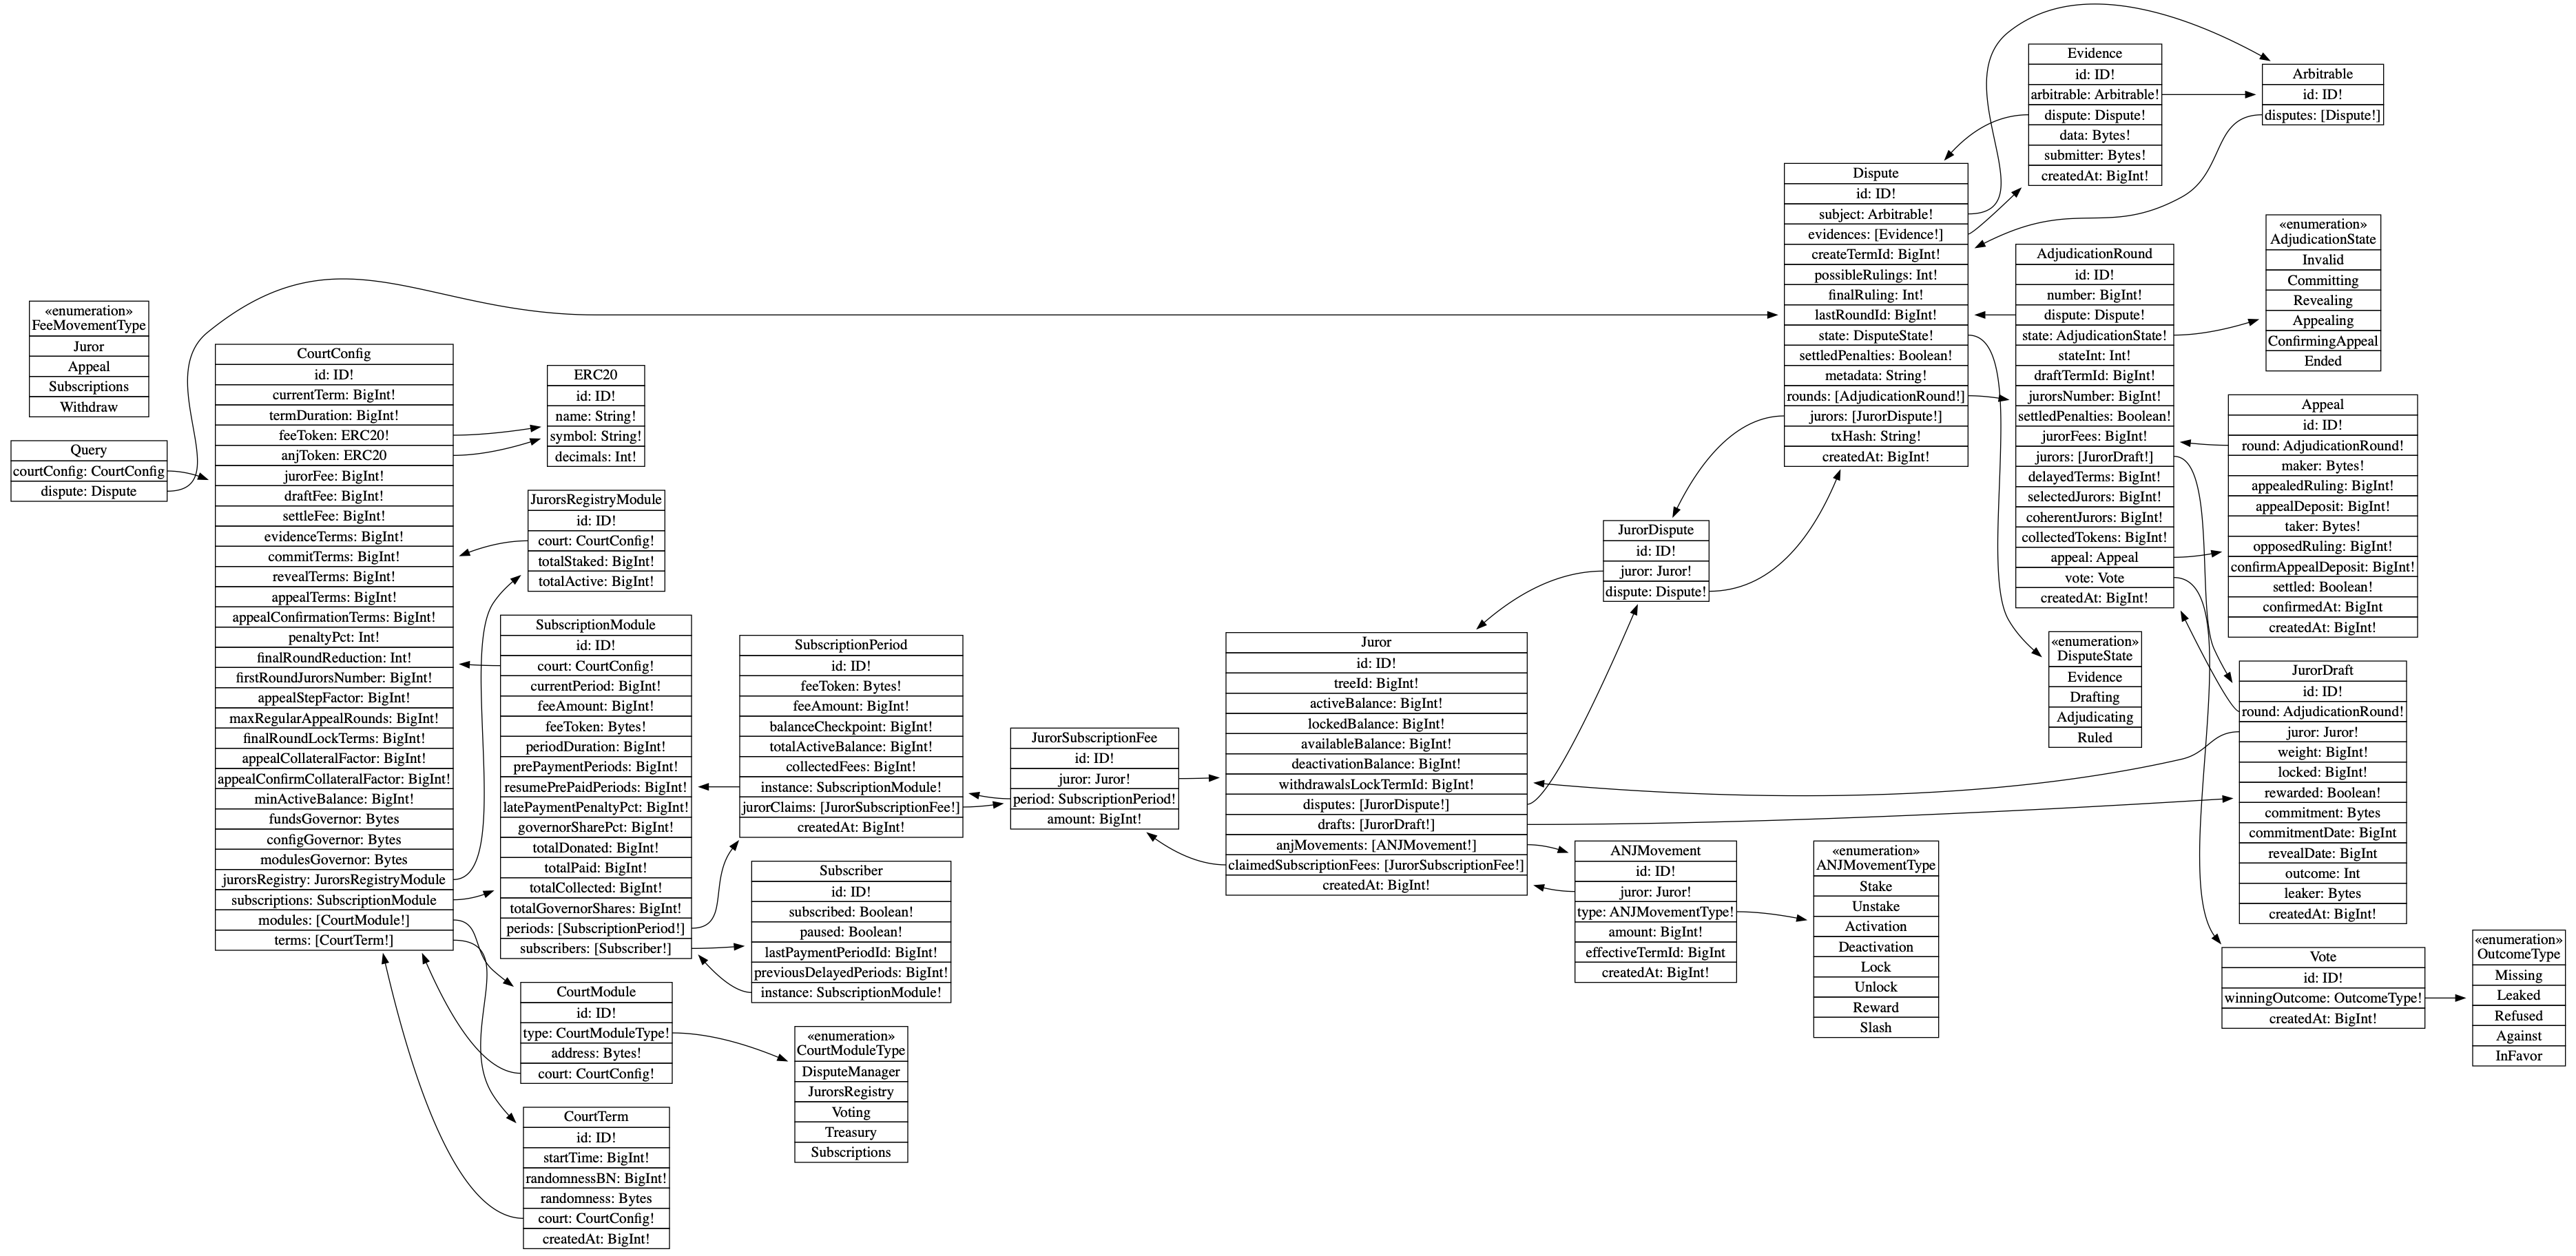 «enumeration»
FeeMovementType
Juror
Appeal
Subscriptions
Withdraw
Query
courtConfig: CourtConfig
dispute: Dispute
CourtConfig
id: ID!
currentTerm: BigInt!
termDuration: BigInt!
feeToken: ERC20!
anjToken: ERC20
jurorFee: BigInt!
draftFee: BigInt!
settleFee: BigInt!
evidenceTerms: BigInt!
commitTerms: BigInt!
revealTerms: BigInt!
appealTerms: BigInt!
appealConfirmationTerms: BigInt!
penaltyPct: Int!
finalRoundReduction: Int!
firstRoundJurorsNumber: BigInt!
appealStepFactor: BigInt!
maxRegularAppealRounds: BigInt!
finalRoundLockTerms: BigInt!
appealCollateralFactor: BigInt!
appealConfirmCollateralFactor: BigInt!
minActiveBalance: BigInt!
fundsGovernor: Bytes
configGovernor: Bytes
modulesGovernor: Bytes
jurorsRegistry: JurorsRegistryModule
subscriptions: SubscriptionModule
modules: [CourtModule!]
terms: [CourtTerm!]
ERC20
id: ID!
name: String!
symbol: String!
decimals: Int!
JurorsRegistryModule
id: ID!
court: CourtConfig!
totalStaked: BigInt!
totalActive: BigInt!
SubscriptionModule
id: ID!
court: CourtConfig!
currentPeriod: BigInt!
feeAmount: BigInt!
feeToken: Bytes!
periodDuration: BigInt!
prePaymentPeriods: BigInt!
resumePrePaidPeriods: BigInt!
latePaymentPenaltyPct: BigInt!
governorSharePct: BigInt!
totalDonated: BigInt!
totalPaid: BigInt!
totalCollected: BigInt!
totalGovernorShares: BigInt!
periods: [SubscriptionPeriod!]
subscribers: [Subscriber!]
CourtModule
id: ID!
type: CourtModuleType!
address: Bytes!
court: CourtConfig!
CourtTerm
id: ID!
startTime: BigInt!
randomnessBN: BigInt!
randomness: Bytes
court: CourtConfig!
createdAt: BigInt!
SubscriptionPeriod
id: ID!
feeToken: Bytes!
feeAmount: BigInt!
balanceCheckpoint: BigInt!
totalActiveBalance: BigInt!
collectedFees: BigInt!
instance: SubscriptionModule!
jurorClaims: [JurorSubscriptionFee!]
createdAt: BigInt!
Subscriber
id: ID!
subscribed: Boolean!
paused: Boolean!
lastPaymentPeriodId: BigInt!
previousDelayedPeriods: BigInt!
instance: SubscriptionModule!
«enumeration»
CourtModuleType
DisputeManager
JurorsRegistry
Voting
Treasury
Subscriptions
JurorSubscriptionFee
id: ID!
juror: Juror!
period: SubscriptionPeriod!
amount: BigInt!
Juror
id: ID!
treeId: BigInt!
activeBalance: BigInt!
lockedBalance: BigInt!
availableBalance: BigInt!
deactivationBalance: BigInt!
withdrawalsLockTermId: BigInt!
disputes: [JurorDispute!]
drafts: [JurorDraft!]
anjMovements: [ANJMovement!]
claimedSubscriptionFees: [JurorSubscriptionFee!]
createdAt: BigInt!
JurorDispute
id: ID!
juror: Juror!
dispute: Dispute!
ANJMovement
id: ID!
juror: Juror!
type: ANJMovementType!
amount: BigInt!
effectiveTermId: BigInt
createdAt: BigInt!
«enumeration»
ANJMovementType
Stake
Unstake
Activation
Deactivation
Lock
Unlock
Reward
Slash
Dispute
id: ID!
subject: Arbitrable!
evidences: [Evidence!]
createTermId: BigInt!
possibleRulings: Int!
finalRuling: Int!
lastRoundId: BigInt!
state: DisputeState!
settledPenalties: Boolean!
metadata: String!
rounds: [AdjudicationRound!]
jurors: [JurorDispute!]
txHash: String!
createdAt: BigInt!
Evidence
id: ID!
arbitrable: Arbitrable!
dispute: Dispute!
data: Bytes!
submitter: Bytes!
createdAt: BigInt!
Arbitrable
id: ID!
disputes: [Dispute!]
AdjudicationRound
id: ID!
number: BigInt!
dispute: Dispute!
state: AdjudicationState!
stateInt: Int!
draftTermId: BigInt!
jurorsNumber: BigInt!
settledPenalties: Boolean!
jurorFees: BigInt!
jurors: [JurorDraft!]
delayedTerms: BigInt!
selectedJurors: BigInt!
coherentJurors: BigInt!
collectedTokens: BigInt!
appeal: Appeal
vote: Vote
createdAt: BigInt!
«enumeration»
DisputeState
Evidence
Drafting
Adjudicating
Ruled
«enumeration»
AdjudicationState
Invalid
Committing
Revealing
Appealing
ConfirmingAppeal
Ended
Appeal
id: ID!
round: AdjudicationRound!
maker: Bytes!
appealedRuling: BigInt!
appealDeposit: BigInt!
taker: Bytes!
opposedRuling: BigInt!
confirmAppealDeposit: BigInt!
settled: Boolean!
confirmedAt: BigInt
createdAt: BigInt!
JurorDraft
id: ID!
round: AdjudicationRound!
juror: Juror!
weight: BigInt!
locked: BigInt!
rewarded: Boolean!
commitment: Bytes
commitmentDate: BigInt
revealDate: BigInt
outcome: Int
leaker: Bytes
createdAt: BigInt!
Vote
id: ID!
winningOutcome: OutcomeType!
createdAt: BigInt!
«enumeration»
OutcomeType
Missing
Leaked
Refused
Against
InFavor